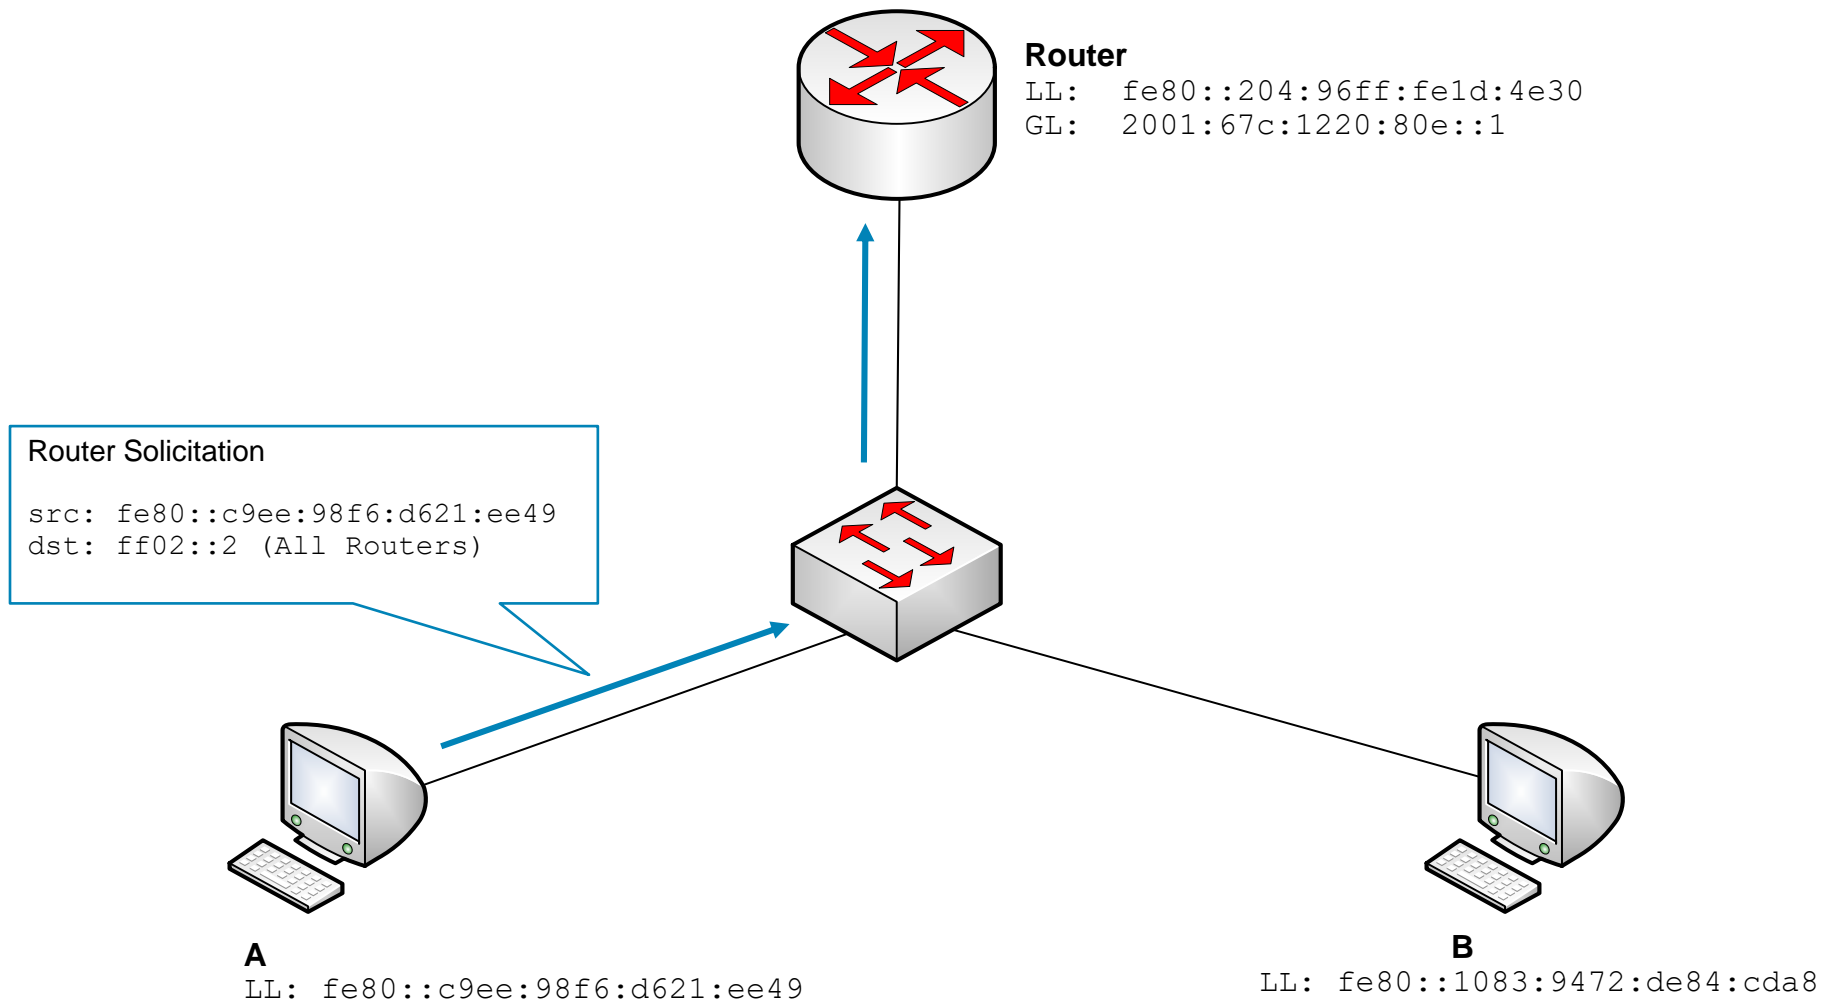 Router
LL: fe80::204:96ff:fe1d:4e30
GL: 2001:67c:1220:80e::1
Router Solicitation
src: fe80::c9ee:98f6:d621:ee49
dst: ff02::2 (All Routers)
A
LL: fe80::c9ee:98f6:d621:ee49
B
LL: fe80::1083:9472:de84:cda8